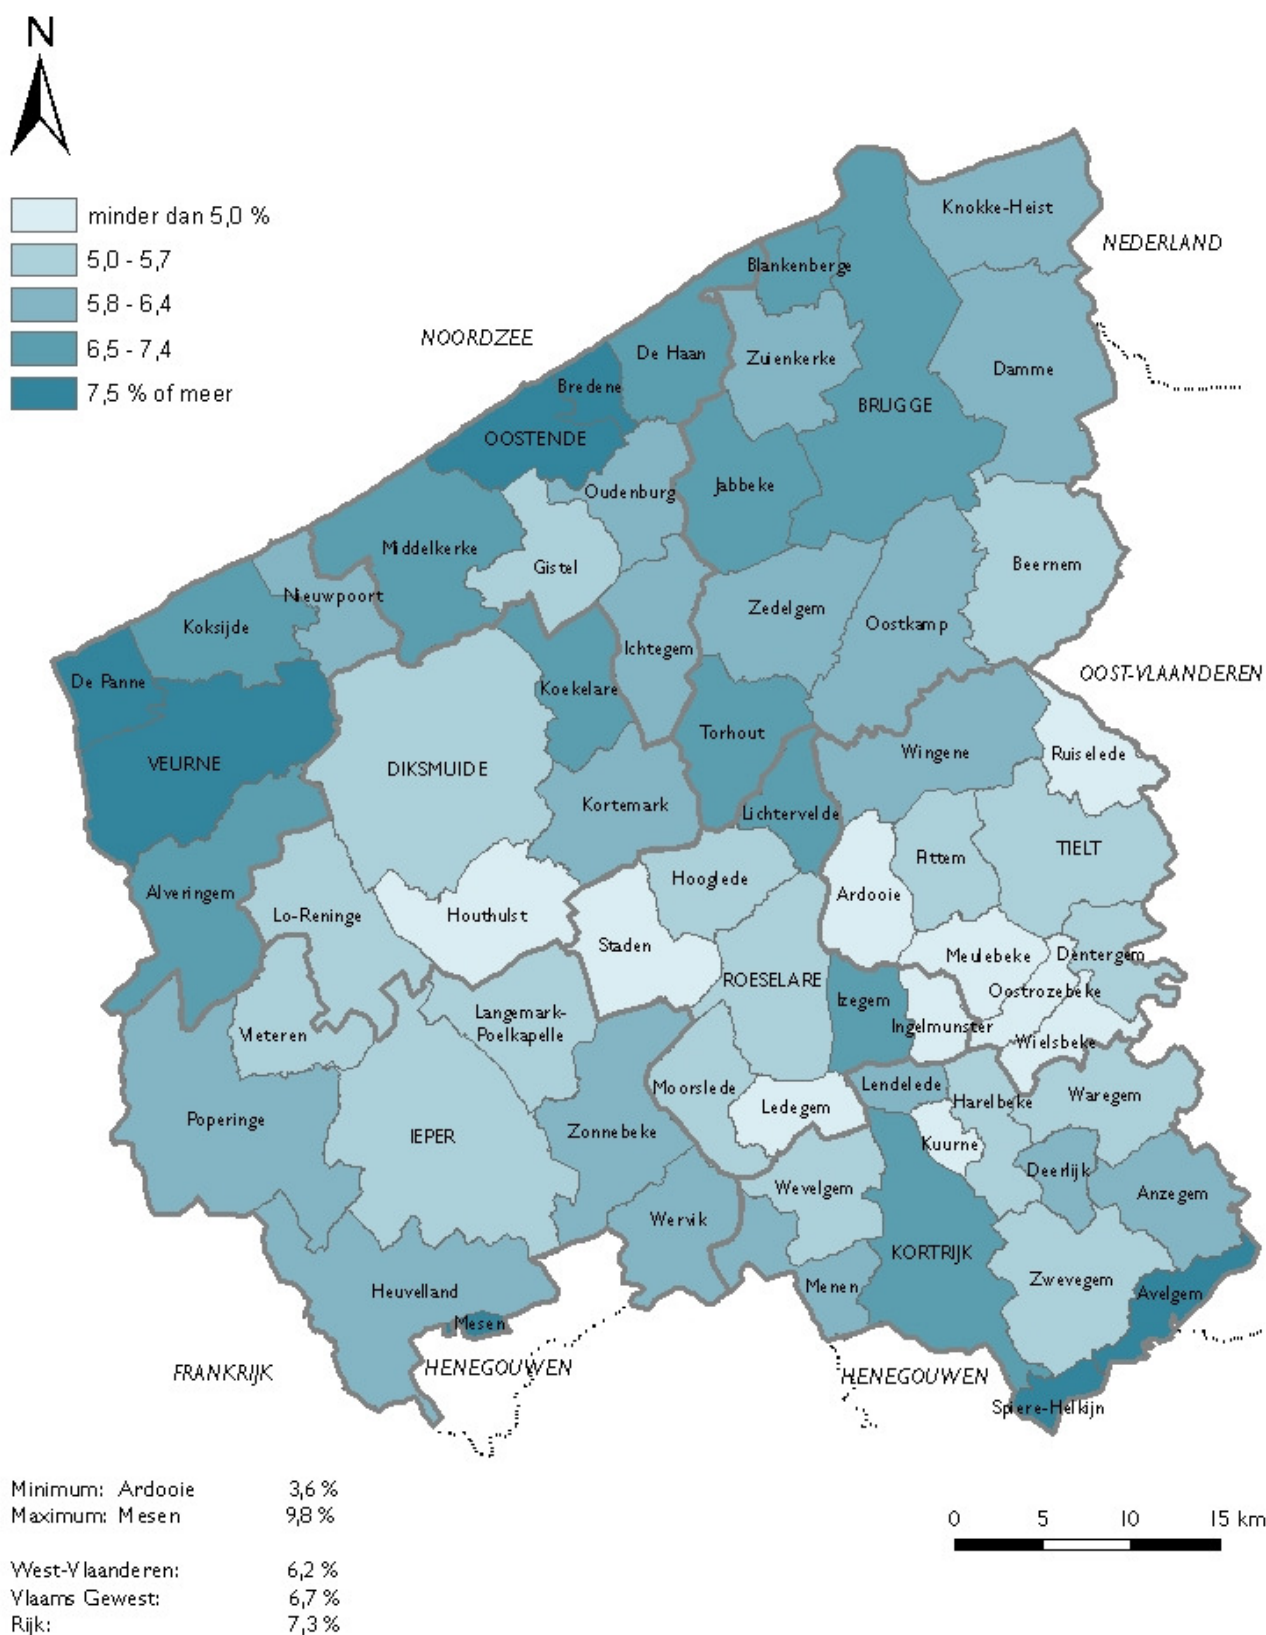 N
minder dan 5,0 %
5,0 - 5,7
5,8 - 6,4
6,5 - 7,4
7,5 % of meer
Knokke-Heist
NEDERLAND
Blankenberge
NOORDZEE
De Haan
Zuienkerke
Damme
Bredene
BRUGGE
OOSTENDE
Jabbeke
Oudenburg
Middelkerke
Gistel
Beernem
Nieuwpoort
Zedelgem
Koksijde
Oostkamp
Ichtegem
De Panne
Koekelare
OOST-VLAANDEREN
Torhout
Wingene
Ruiselede
VEURNE
DIKSMUIDE
Kortemark
Lichtervelde
TIELT
Pittem
Hooglede
Alveringem
Ardooie
Lo-Reninge
Houthulst
Staden
Meulebeke
Dentergem
ROESELARE
Oostrozebeke
Izegem
Langemark-
Poelkapelle
Ingelmunster
Vleteren
Wielsbeke
Moorslede
Lendelede
Waregem
Harelbeke
Ledegem
Poperinge
IEPER
Zonnebeke
Kuurne
Deerlijk
Wevelgem
Anzegem
Wervik
KORTRIJK
Zwevegem
Menen
Heuvelland
Avelgem
Mesen
FRANKRIJK
HENEGOUWEN
HENEGOUWEN
Spiere-Helkijn
Minimum: Ardooie 3,6 %
Maximum: Mesen 9,8 %
0 5 10 15 km
West-Vlaanderen: 6,2 %
Vlaams Gewest: 6,7 %
Rijk: 7,3 %